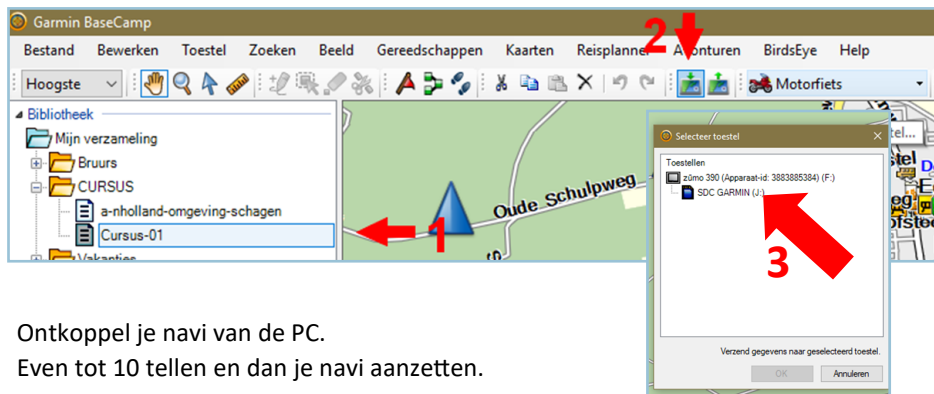 Garmin BaseCamp
Bestand Bewerken Toestel Zoeken Beeld Gereedschappen Kaarten Reisplanner Avonturen BirdsEye Help
2
Hoogste
Motorfiets
Bibliotheek
Mijn verzameling
Bruurs
CURSUS
a-nholland-omgeving-schagen
Cursus-01
Vakanties
1
Oude Schulpweg
Selecteer toestel
Toestellen
zūmo 390 (Apparaat-id: 3883885384) (F:)
SDC GARMIN (J:)
3
Verzend gegevens naar geselecteerd toestel.
OK Annuleren
Ontkoppel je navi van de PC.
Even tot 10 tellen en dan je navi aanzetten.